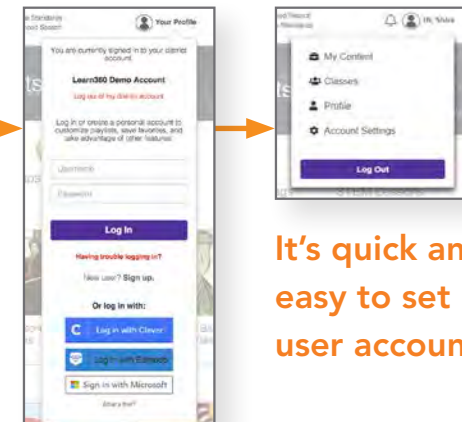 Your Profile
You are currently signed in to your district
account.
Learn360 Demo Account
Log out of my district account
Log in or create a personal account to
customize playlists, save favorites, and
take advantage of other features:
Username
Password
Log In
Having trouble logging in?
New user? Sign up.
Or log in with:
C Log in with Clever
Log in with Edmodo
Sign in with Microsoft
What's this?
Hi,
My Content
Classes
Profile
Account Settings
Log Out
It's quick an
easy to set
user accoun